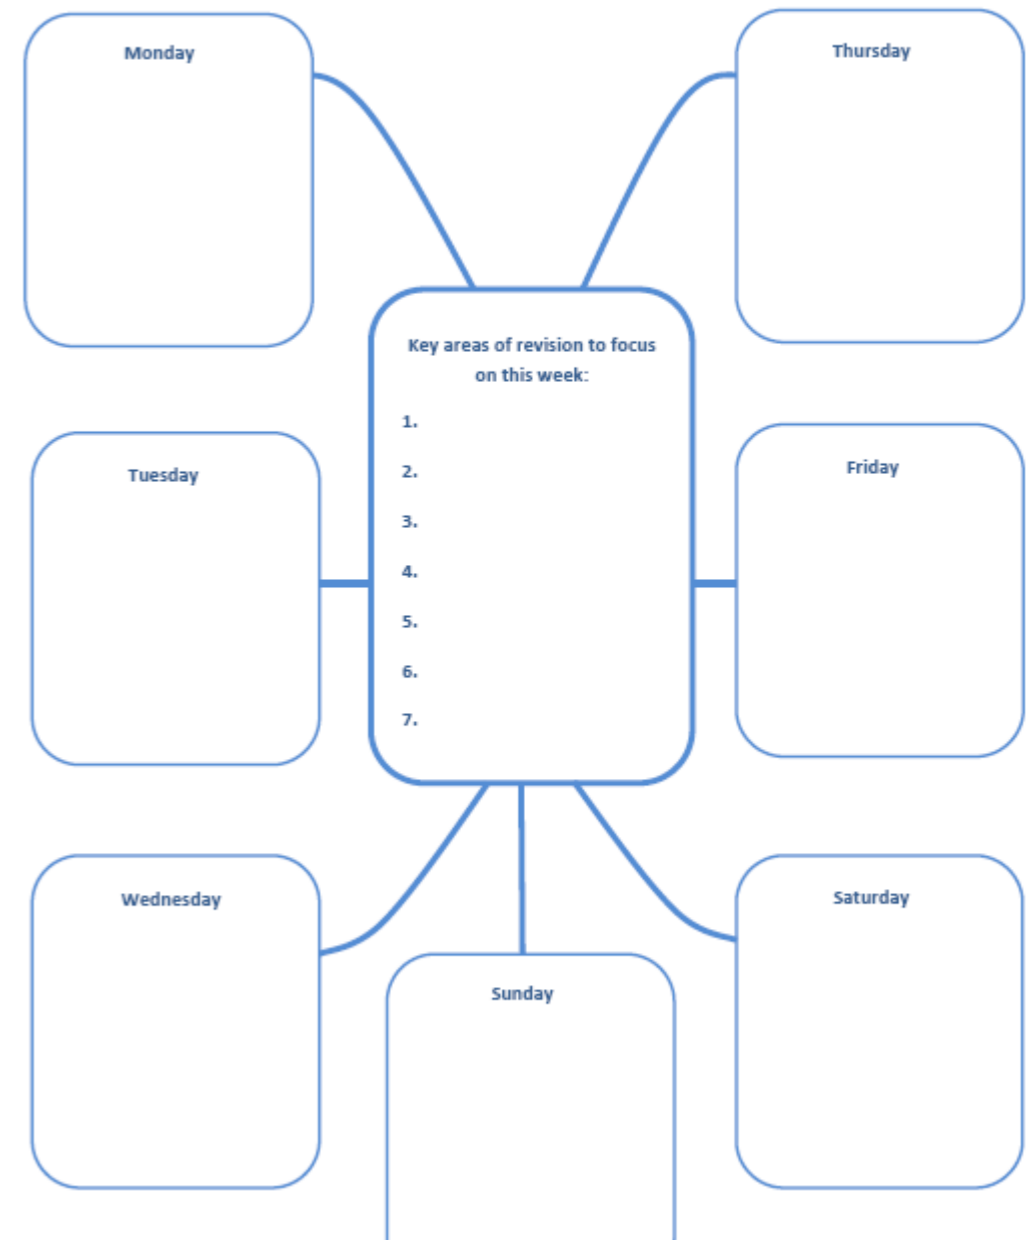 Monday
Thursday
Key areas of revision to focus
on this week:
1.
2.
3.
4.
5.
6.
7.
Tuesday
Friday
Wednesday
Saturday
Sunday